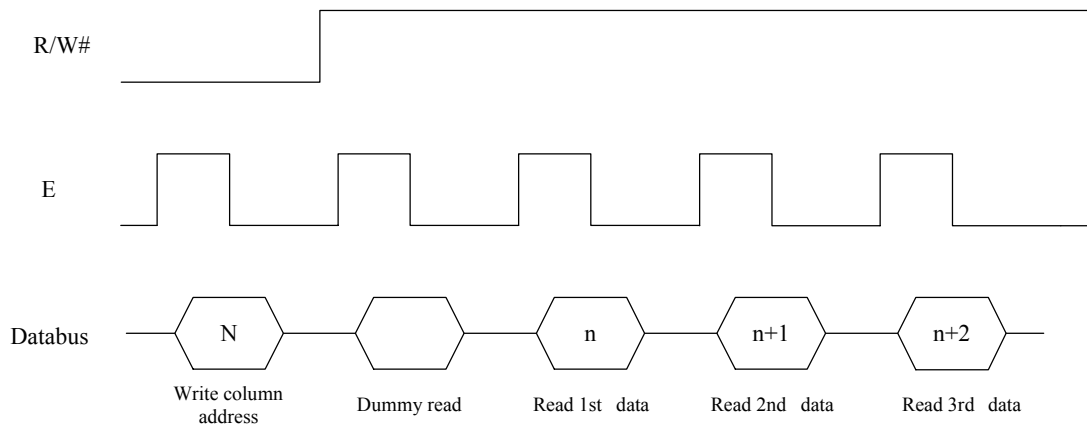 R/W#
E
Databus
N
n
n+1
n+2
Write column
address
Dummy read
Read 1st data
Read 2nd data
Read 3rd data